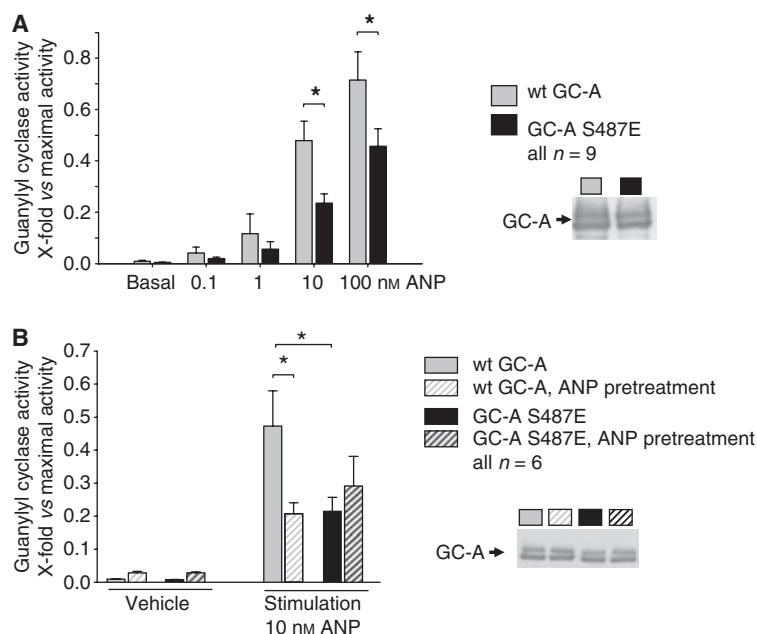 A
Guanylyl cyclase activity
X-fold vs maximal activity
0.8
0.6
0.4
0.2
0.0
*
*
Basal 0.1 1 10 100 nM ANP
wt GC-A
GC-A S487E
all n = 9
GC-A
B
Guanylyl cyclase activity
X-fold vs maximal activity
0.7
0.6
0.5
0.4
0.3
0.2
0.1
0.0
*
*
Vehicle
Stimulation
10 nM ANP
wt GC-A
wt GC-A, ANP pretreatment
GC-A S487E
GC-A S487E, ANP pretreatment
all n = 6
GC-A